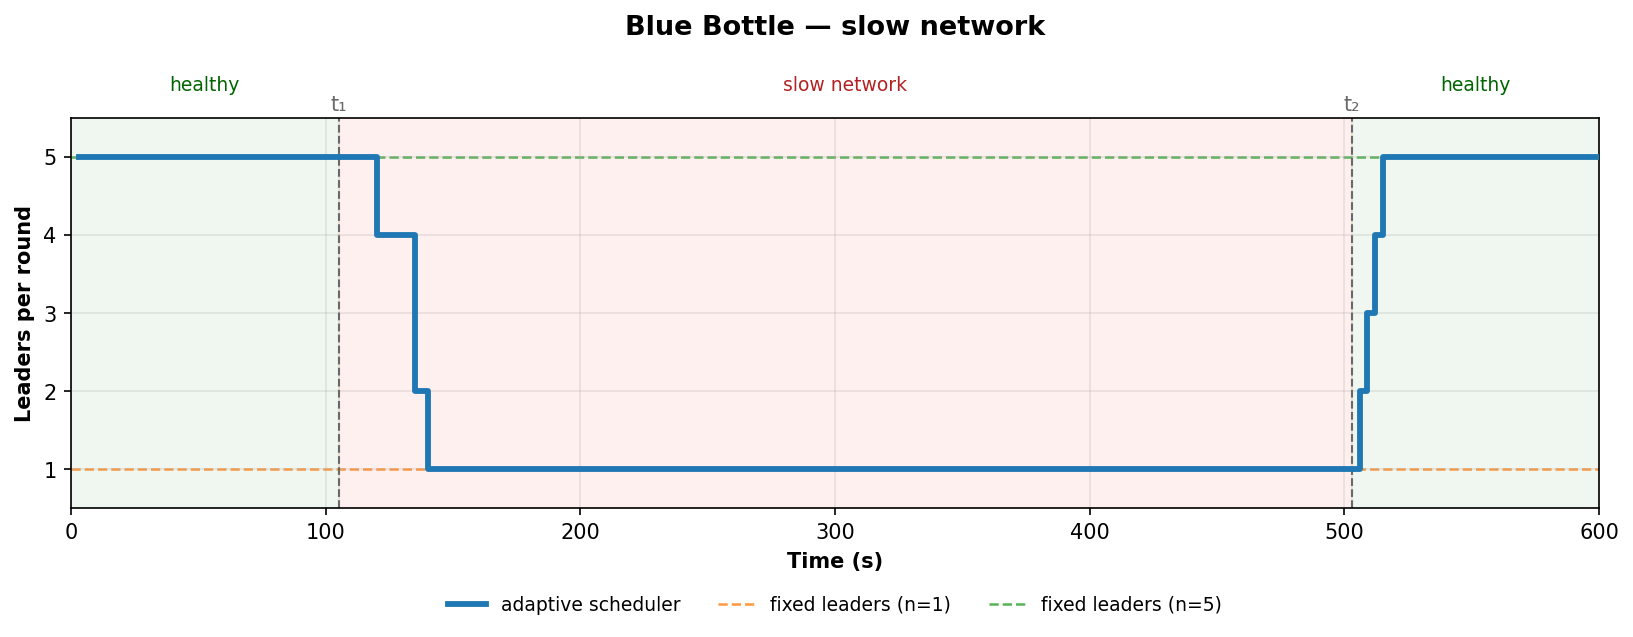 Blue Bottle — slow network
healthy
slow network
healthy
t₁
t₂
5
4
3
2
1
Leaders per round
0
100
200
300
400
500
600
Time (s)
adaptive scheduler
fixed leaders (n=1)
fixed leaders (n=5)